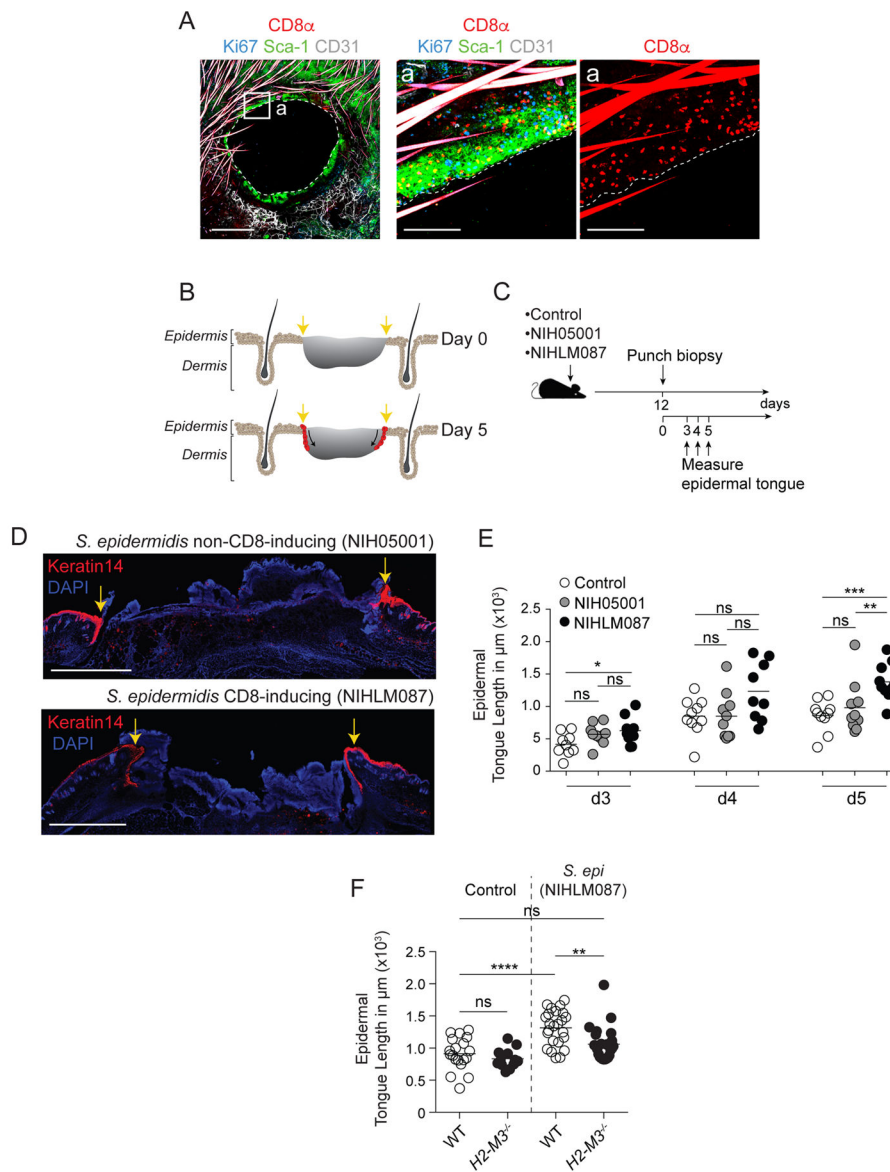 A
CD8α
Ki67 Sca-1 CD31
a
CD8α
Ki67 Sca-1 CD31
a
CD8α
a
B
Epidermis
Dermis
Day 0
Epidermis
Dermis
Day 5
C
•Control
•NIH05001
•NIHLM087
Punch biopsy
12
days
0
3 4 5
Measure
epidermal tongue
D
S. epidermidis non-CD8-inducing (NIH05001)
Keratin14
DAPI
S. epidermidis CD8-inducing (NIHLM087)
Keratin14
DAPI
E
Control
NIH05001
NIHLM087
Epidermal
Tongue Length in µm (x10³)
2.5
2.0
1.5
1.0
5
0
*
ns ns
ns
ns ns
***
**
ns
d3 d4 d5
F
Control
S. epi
(NIHLM087)
ns
****
**
ns
Epidermal
Tongue Length in µm (x10³)
2.5
2.0
1.5
1.0
0.5
0
WT
H2-M3-/-
WT
H2-M3-/-